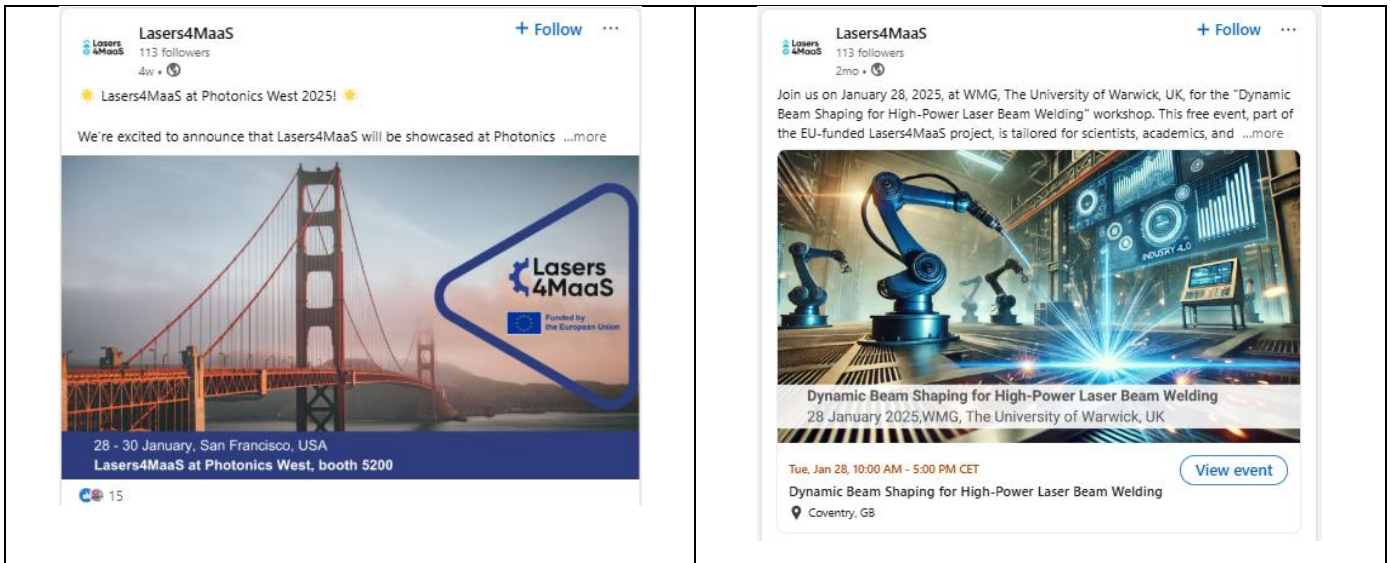 Lasers4MaaS
113 followers
4w •
+ Follow ...
Lasers
4MaaS
Lasers4MaaS at Photonics West 2025!
We're excited to announce that Lasers4MaaS will be showcased at Photonics ...more
Lasers
4MaaS
Funded by
the European Union
28 - 30 January, San Francisco, USA
Lasers4MaaS at Photonics West, booth 5200
15
Lasers4MaaS
113 followers
2mo •
+ Follow ...
Lasers
4MaaS
Join us on January 28, 2025, at WMG, The University of Warwick, UK, for the "Dynamic
Beam Shaping for High-Power Laser Beam Welding" workshop. This free event, part of
the EU-funded Lasers4MaaS project, is tailored for scientists, academics, and ...more
INDUSRY 4.0
Dynamic Beam Shaping for High-Power Laser Beam Welding
28 January 2025,WMG, The University of Warwick, UK
Tue, Jan 28, 10:00 AM - 5:00 PM CET
View event
Dynamic Beam Shaping for High-Power Laser Beam Welding
Coventry, GB